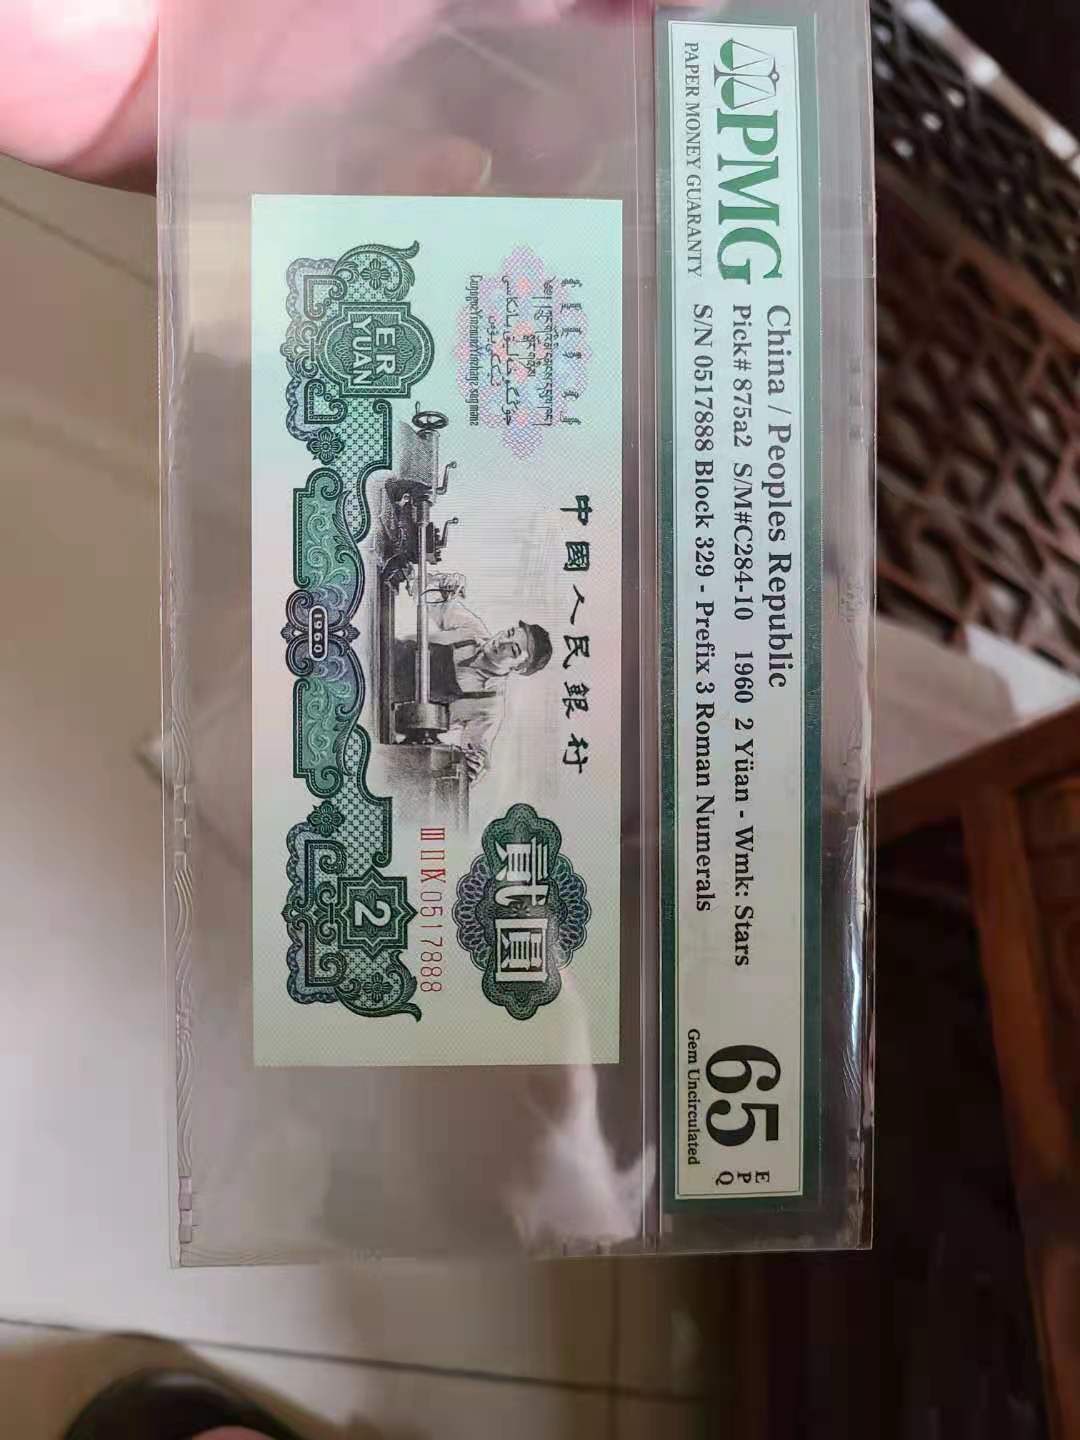 PMG
PAPER MONEY GUARANTY
China / Peoples Republic
Pick# 875a2 S/M#C284-10 1960 2 Yüan - Wmk: Stars
S/N 0517888 Block 329 - Prefix 3 Roman Numerals
65 EPQ
Gem Uncirculated
中國人民銀行
貳圓
ⅢⅡⅨ0517888
ER
YUAN
1960
2